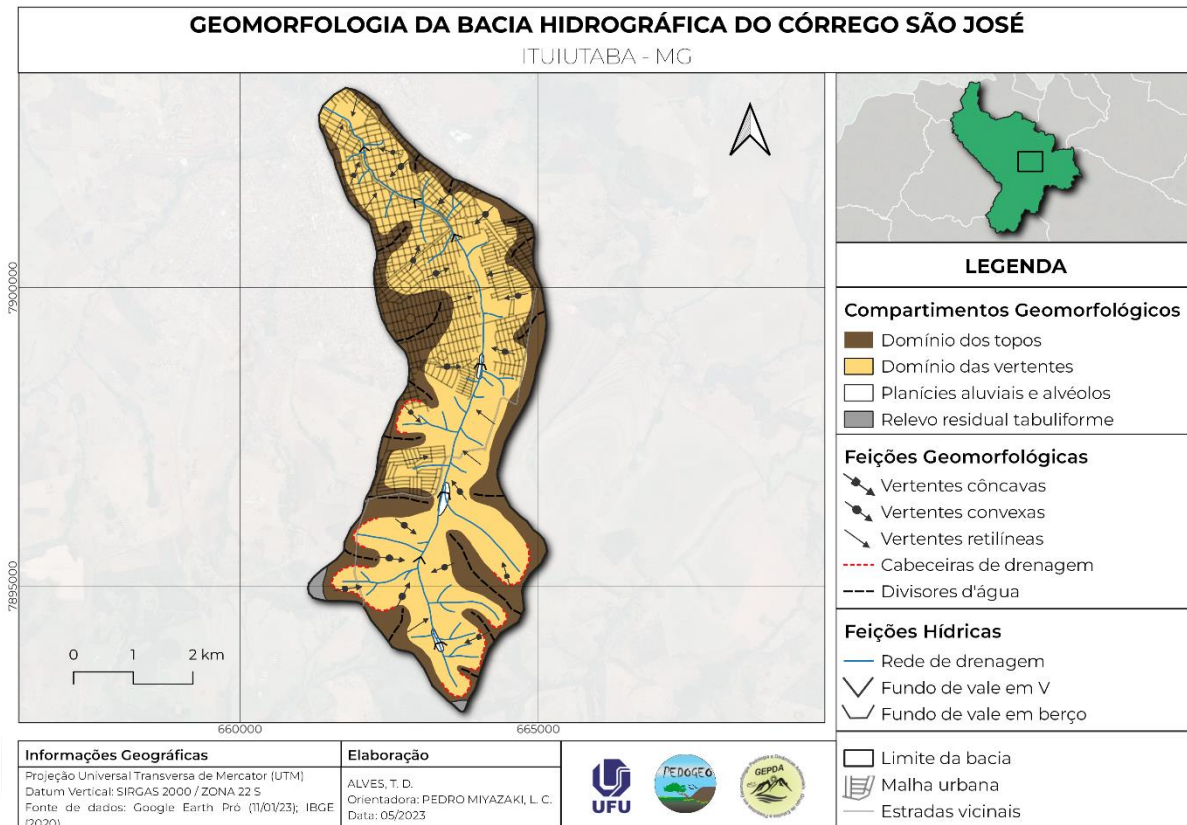 GEOMORFOLOGIA DA BACIA HIDROGRÁFICA DO CÓRREGO SÃO JOSÉ
ITUIUTABA - MG
7900000
7895000
0 1 2 km
660000
665000
LEGENDA
Compartimentos Geomorfológicos
Domínio dos topos
Domínio das vertentes
Planícies aluviais e alvéolos
Relevo residual tabuliforme
Feições Geomorfológicas
Vertentes côncavas
Vertentes convexas
Vertentes retilíneas
Cabeceiras de drenagem
Divisores d'água
Feições Hídricas
Rede de drenagem
Fundo de vale em V
Fundo de vale em berço
Limite da bacia
Malha urbana
Estradas vicinais
Informações Geográficas
Projeção Universal Transversa de Mercator (UTM)
Datum Vertical: SIRGAS 2000 / ZONA 22 S
Fonte de dados: Google Earth Pró (11/01/23); IBGE
(2020)
Elaboração
ALVES, T. D.
Orientadora: PEDRO MIYAZAKI, L. C.
Data: 05/2023
UFU
PEDOGEO
GEPDA